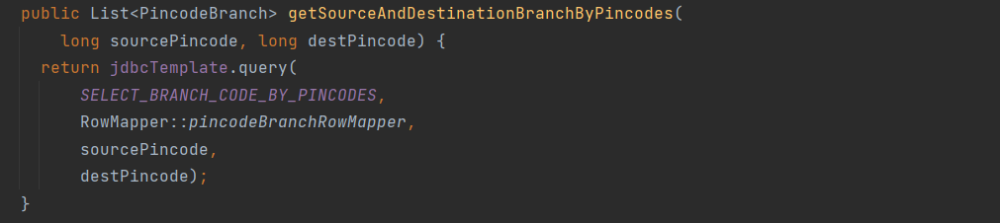 public List<PincodeBranch> getSourceAndDestinationBranchByPincodes(
    long sourcePincode, long destPincode) {
  return jdbcTemplate.query(
      SELECT_BRANCH_CODE_BY_PINCODES,
      RowMapper::pincodeBranchRowMapper,
      sourcePincode,
      destPincode);
}